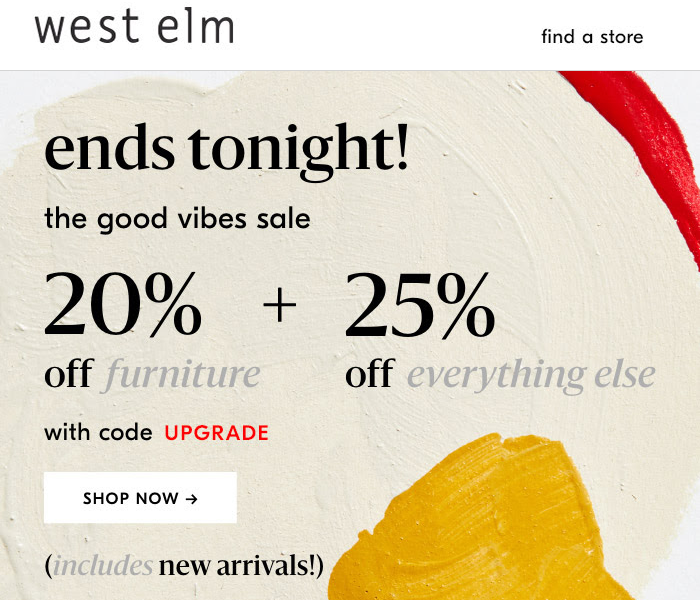 west elm
find a store
ends tonight!
the good vibes sale
20% + 25%
off furniture off everything else
with code UPGRADE
SHOP NOW →
(includes new arrivals!)